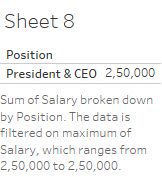 Sheet 8
Position
President & CEO 2,50,000
Sum of Salary broken down
by Position. The data is
filtered on maximum of
Salary, which ranges from
2,50,000 to 2,50,000.